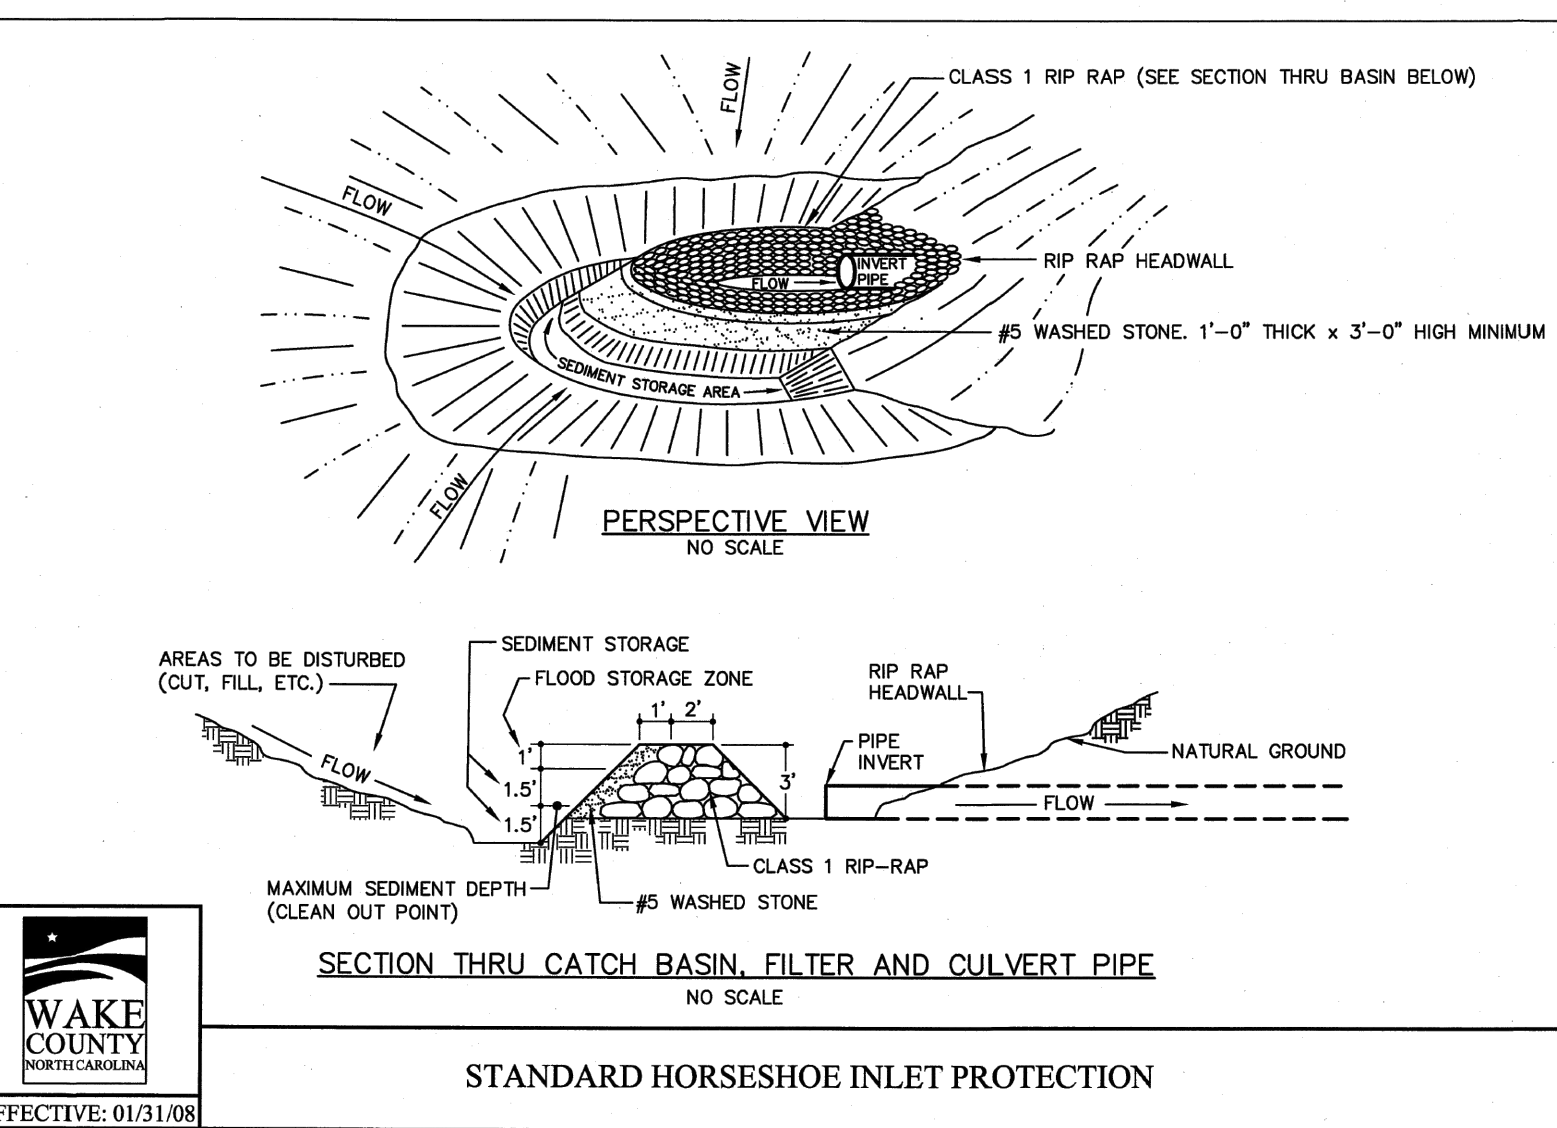 CLASS 1 RIP RAP (SEE SECTION THRU BASIN BELOW)
FLOW
FLOW
INVERT
PIPE
FLOW
RIP RAP HEADWALL
#5 WASHED STONE. 1'-0" THICK x 3'-0" HIGH MINIMUM
SEDIMENT STORAGE AREA
FLOW
PERSPECTIVE VIEW
NO SCALE
SEDIMENT STORAGE
AREAS TO BE DISTURBED
(CUT, FILL, ETC.)
FLOOD STORAGE ZONE
RIP RAP
HEADWALL
1'
2'
PIPE
INVERT
NATURAL GROUND
1'
FLOW
1.5'
3'
FLOW
1.5'
CLASS 1 RIP-RAP
MAXIMUM SEDIMENT DEPTH
(CLEAN OUT POINT)
#5 WASHED STONE
SECTION THRU CATCH BASIN, FILTER AND CULVERT PIPE
NO SCALE
WAKE
COUNTY
NORTH CAROLINA
STANDARD HORSESHOE INLET PROTECTION
FFECTIVE: 01/31/08